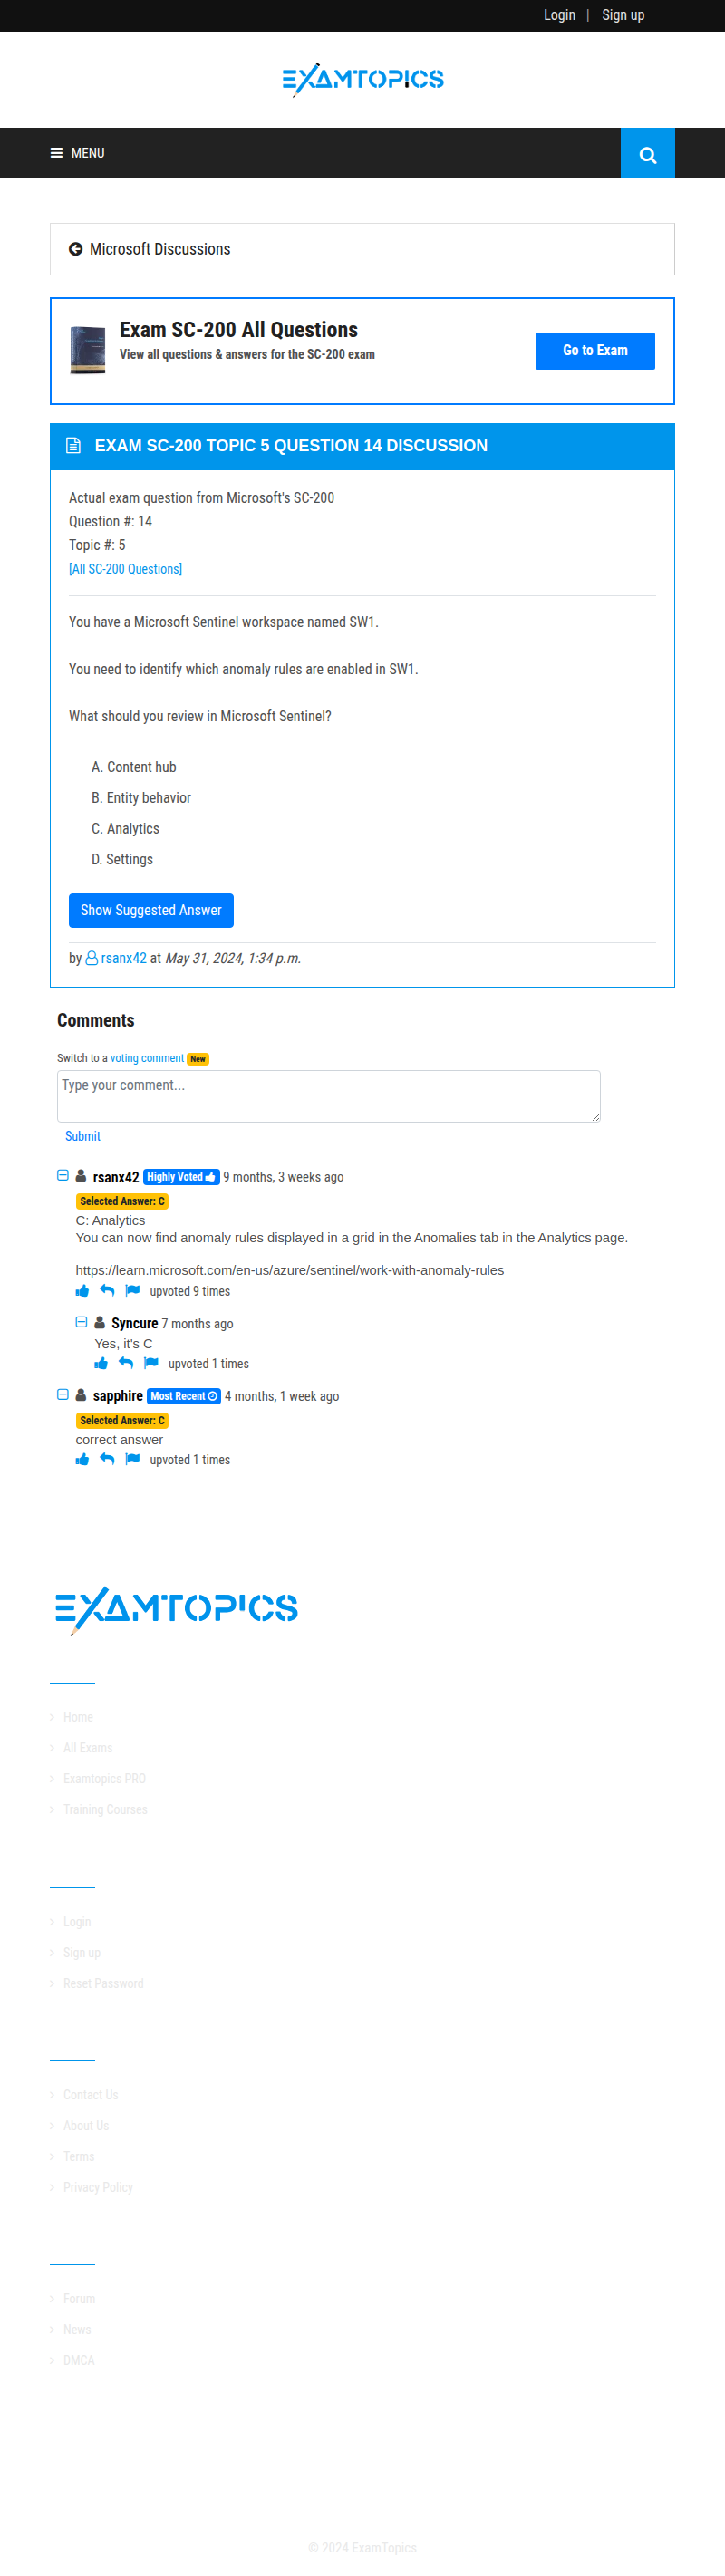 Login | Sign up
EXAMTOPICS
MENU
Microsoft Discussions
Exam SC-200 All Questions
View all questions & answers for the SC-200 exam
Go to Exam
EXAM SC-200 TOPIC 5 QUESTION 14 DISCUSSION
Actual exam question from Microsoft's SC-200
Question #: 14
Topic #: 5
[All SC-200 Questions]
You have a Microsoft Sentinel workspace named SW1.
You need to identify which anomaly rules are enabled in SW1.
What should you review in Microsoft Sentinel?
A. Content hub
B. Entity behavior
C. Analytics
D. Settings
Show Suggested Answer
by rsanx42 at May 31, 2024, 1:34 p.m.
Comments
Switch to a voting comment New
Type your comment...
Submit
rsanx42 Highly Voted 9 months, 3 weeks ago
Selected Answer: C
C: Analytics
You can now find anomaly rules displayed in a grid in the Anomalies tab in the Analytics page.
https://learn.microsoft.com/en-us/azure/sentinel/work-with-anomaly-rules
upvoted 9 times
Syncure 7 months ago
Yes, it's C
upvoted 1 times
sapphire Most Recent 4 months, 1 week ago
Selected Answer: C
correct answer
upvoted 1 times
EXAMTOPICS
Home
All Exams
Examtopics PRO
Training Courses
Login
Sign up
Reset Password
Contact Us
About Us
Terms
Privacy Policy
Forum
News
DMCA
© 2024 ExamTopics